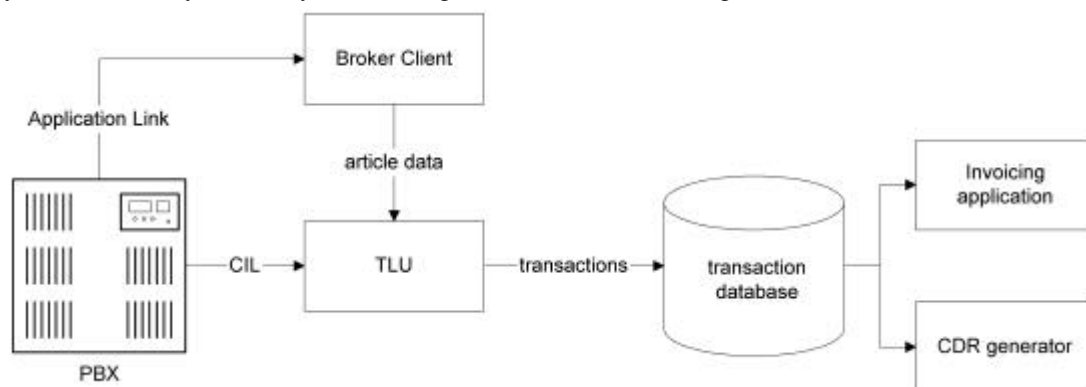 Broker Client
Application Link
article data
Invoicing
application
CIL
TLU
transactions
transaction
database
CDR generator
PBX